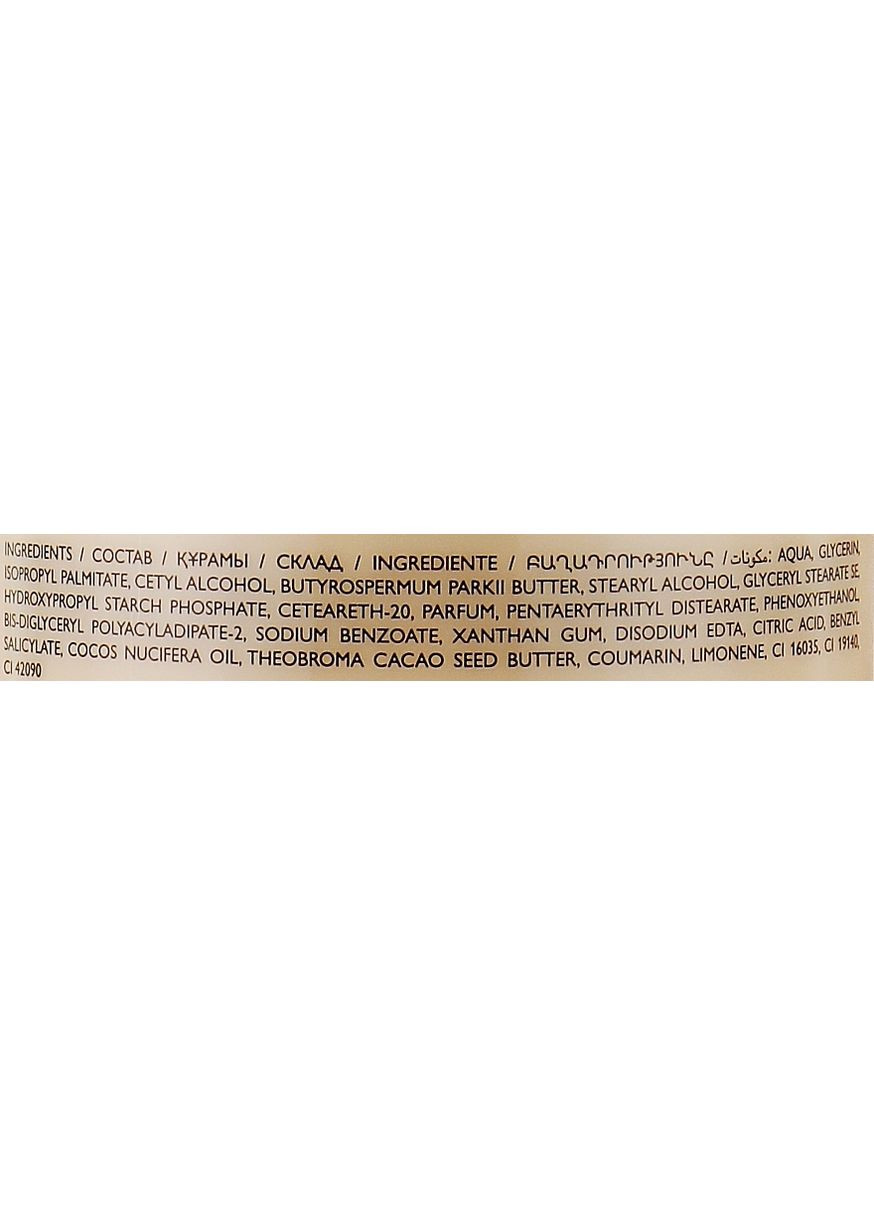 INGREDIENTS / СОСТАВ / ҚҰРАМЫ / СКЛАД / INGREDIENTE / ԲԱՂԱԴՐՈՒԹՅՈՒՆԸ / مكونات: AQUA, GLYCERIN,
ISOPROPYL PALMITATE, CETYL ALCOHOL, BUTYROSPERMUM PARKII BUTTER, STEARYL ALCOHOL, GLYCERYL STEARATE SE,
HYDROXYPROPYL STARCH PHOSPHATE, CETEARETH-20, PARFUM, PENTAERYTHRITYL DISTEARATE, PHENOXYETHANOL,
BIS-DIGLYCERYL POLYACYLADIPATE-2, SODIUM BENZOATE, XANTHAN GUM, DISODIUM EDTA, CITRIC ACID, BENZYL
SALICYLATE, COCOS NUCIFERA OIL, THEOBROMA CACAO SEED BUTTER, COUMARIN, LIMONENE, CI 16035, CI 19140,
CI 42090